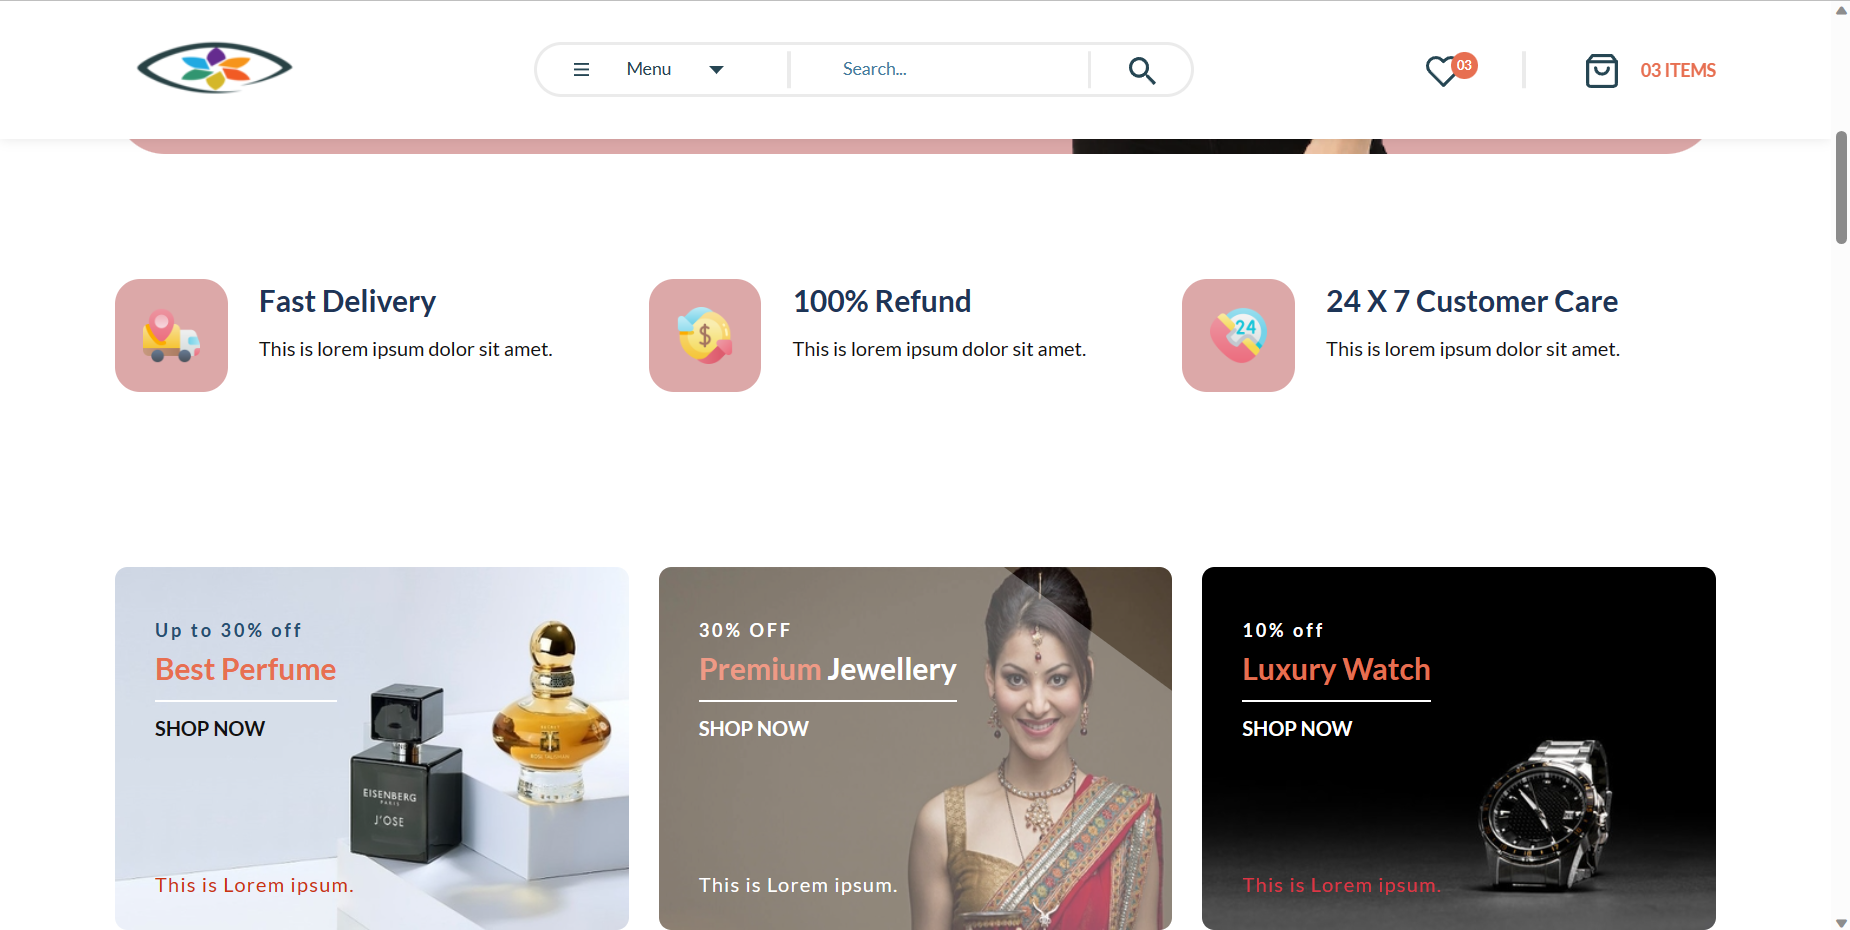 Menu
Search...
03
03 ITEMS
Fast Delivery
This is lorem ipsum dolor sit amet.
100% Refund
This is lorem ipsum dolor sit amet.
24
24 X 7 Customer Care
This is lorem ipsum dolor sit amet.
Up to 30% off
Best Perfume
SHOP NOW
EISENBERG
PARIS
J'OSE
This is Lorem ipsum.
30% OFF
Premium Jewellery
SHOP NOW
This is Lorem ipsum.
10% off
Luxury Watch
SHOP NOW
This is Lorem ipsum.